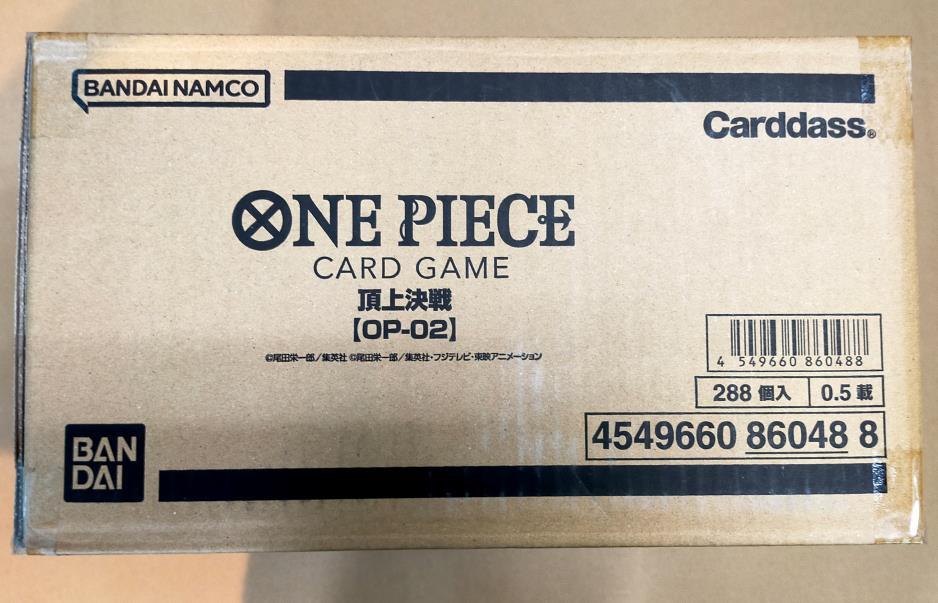 BANDAI NAMCO
Carddass®
ONE PIECE
CARD GAME
頂上決戦
【OP-02】
©尾田栄一郎/集英社 ©尾田栄一郎/集英社・フジテレビ・東映アニメーション
4 549660 860488
288 個入 0.5 載
4549660 86048 8
BAN
DAI